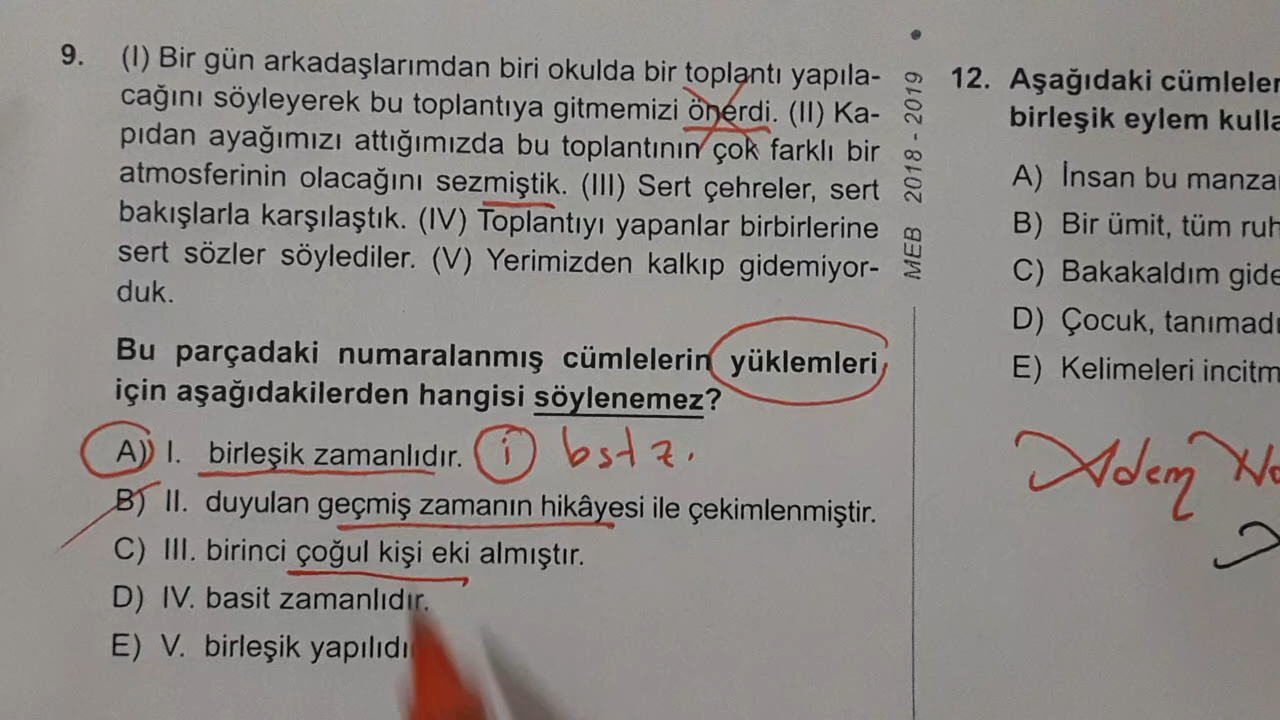 9. (I) Bir gün arkadaşlarımdan biri okulda bir toplantı yapıla-
cağını söyleyerek bu toplantıya gitmemizi önerdi. (II) Ka-
pıdan ayağımızı attığımızda bu toplantının çok farklı bir
atmosferinin olacağını sezmiştik. (III) Sert çehreler, sert
bakışlarla karşılaştık. (IV) Toplantıyı yapanlar birbirlerine
sert sözler söylediler. (V) Yerimizden kalkıp gidemiyor-
duk.
Bu parçadaki numaralanmış cümlelerin yüklemleri
için aşağıdakilerden hangisi söylenemez?
A) I. birleşik zamanlıdır. i bst z.
B) II. duyulan geçmiş zamanın hikâyesi ile çekimlenmiştir.
C) III. birinci çoğul kişi eki almıştır.
D) IV. basit zamanlıdır.
E) V. birleşik yapılıdı
MEB 2018 - 2019
12. Aşağıdaki cümleler
birleşik eylem kulla
A) İnsan bu manza
B) Bir ümit, tüm ruh
C) Bakakaldım gide
D) Çocuk, tanımadı
E) Kelimeleri incitm
Adem